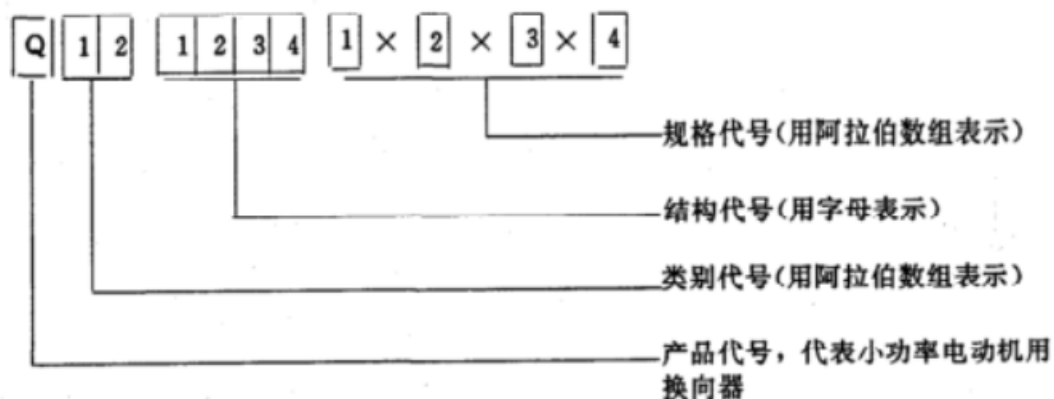 Q 1 2 1 2 3 4 1 × 2 × 3 × 4
规格代号(用阿拉伯数组表示)
结构代号(用字母表示)
类别代号(用阿拉伯数组表示)
产品代号，代表小功率电动机用
换向器